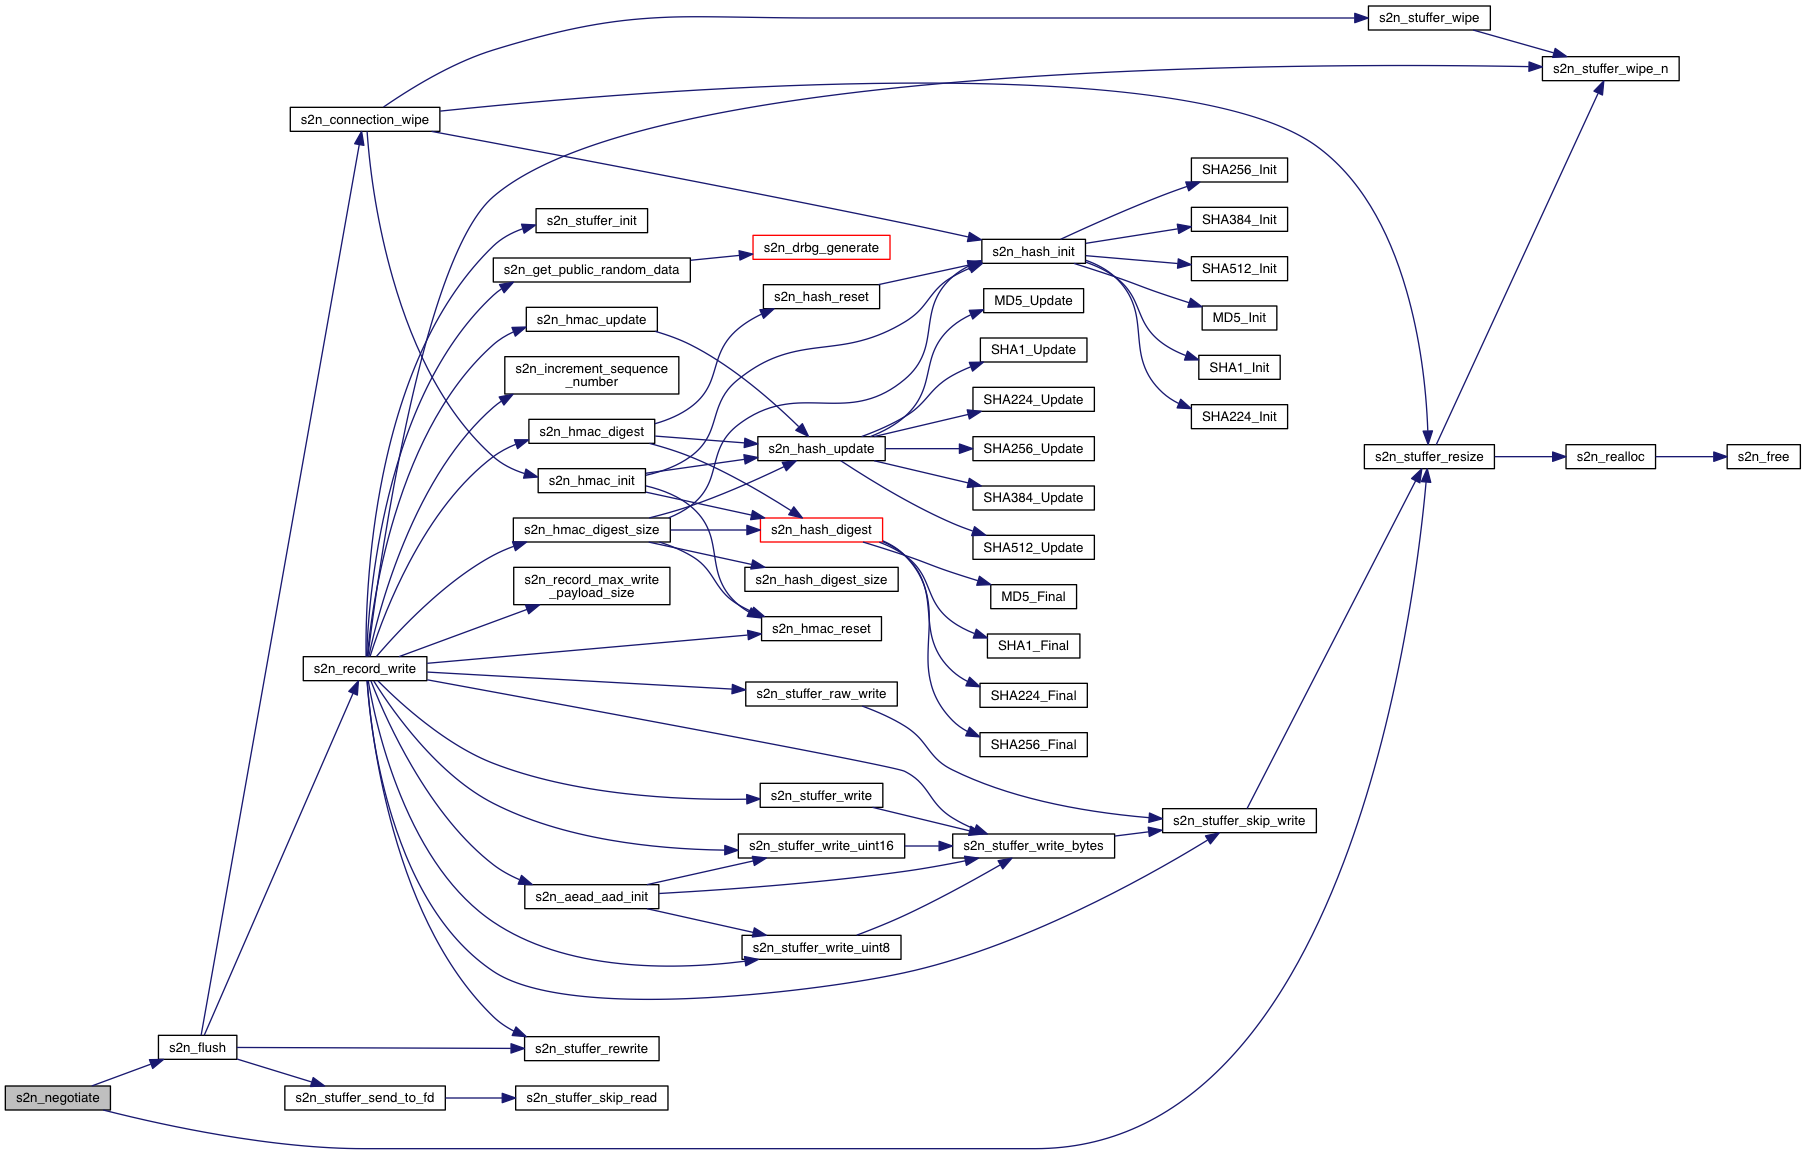 s2n_stuffer_wipe
s2n_stuffer_wipe_n
s2n_connection_wipe
SHA256_Init
s2n_stuffer_init
SHA384_Init
s2n_drbg_generate
s2n_hash_init
s2n_get_public_random_data
SHA512_Init
s2n_hash_reset
MD5_Update
s2n_hmac_update
MD5_Init
SHA1_Update
s2n_increment_sequence
_number
SHA1_Init
SHA224_Update
SHA224_Init
s2n_hmac_digest
s2n_hash_update
SHA256_Update
s2n_stuffer_resize
s2n_realloc
s2n_free
s2n_hmac_init
SHA384_Update
s2n_hmac_digest_size
s2n_hash_digest
SHA512_Update
s2n_record_max_write
_payload_size
s2n_hash_digest_size
MD5_Final
s2n_hmac_reset
SHA1_Final
s2n_record_write
s2n_stuffer_raw_write
SHA224_Final
SHA256_Final
s2n_stuffer_write
s2n_stuffer_skip_write
s2n_stuffer_write_uint16
s2n_stuffer_write_bytes
s2n_aead_aad_init
s2n_stuffer_write_uint8
s2n_flush
s2n_stuffer_rewrite
s2n_negotiate
s2n_stuffer_send_to_fd
s2n_stuffer_skip_read